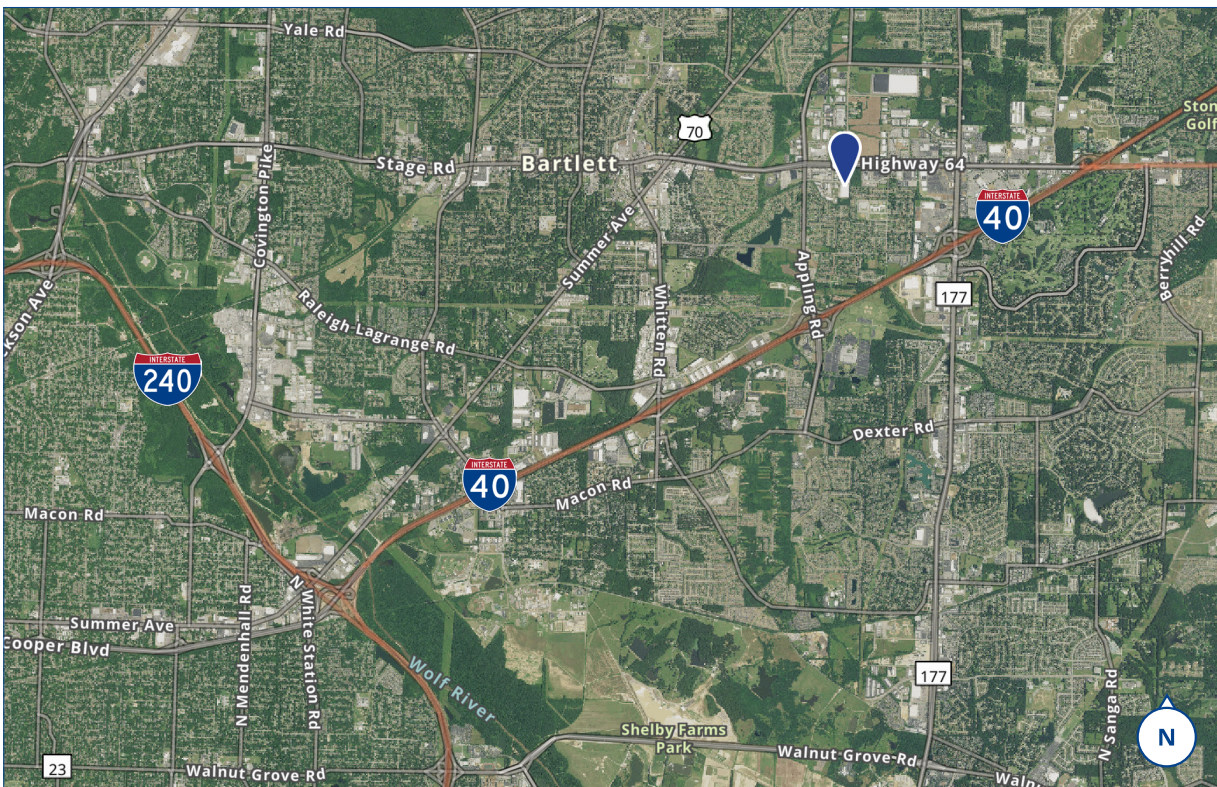 Yale Rd
Ston
Golf
70
Covington Pike
Stage Rd
Bartlett
Highway 64
INTERSTATE
40
Summer Ave
Appling Rd
Berryhill Rd
ckson Ave
Raleigh Lagrange Rd
Whitten Rd
177
INTERSTATE
240
Dexter Rd
INTERSTATE
40
Macon Rd
Macon Rd
N White Station Rd
N Mendenhall Rd
Summer Ave
Cooper Blvd
Wolf River
177
N Sanga Rd
Shelby Farms
Park
N
23
Walnut Grove Rd
Walnut Grove Rd
Walnu